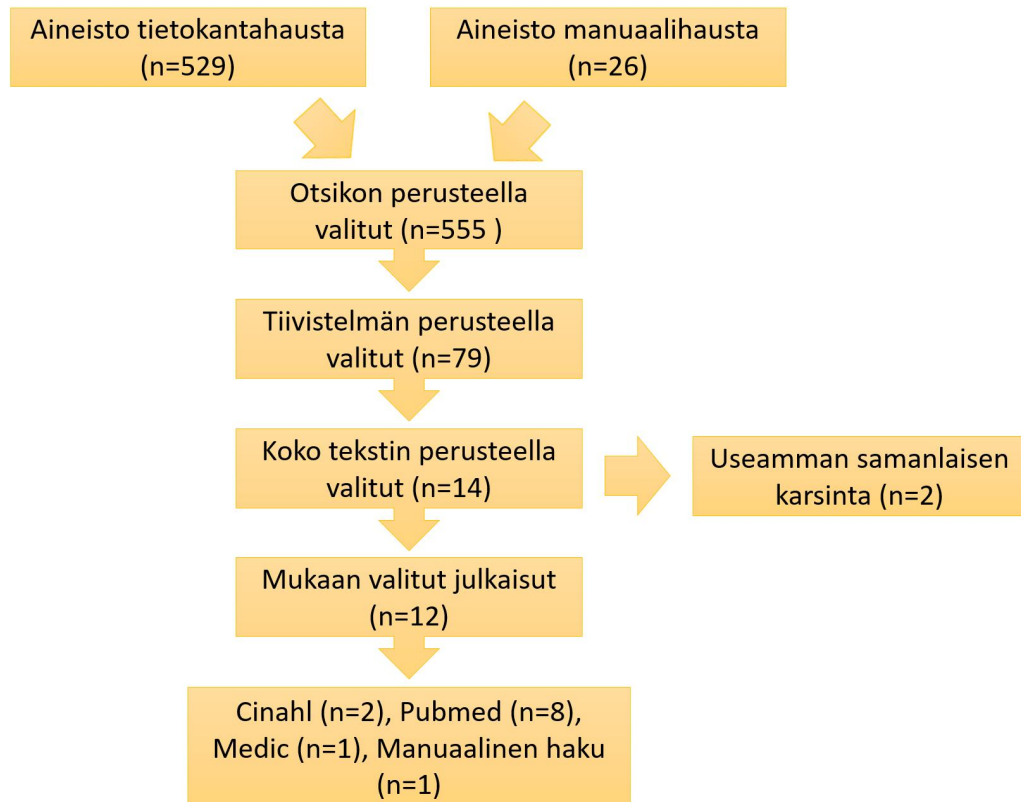 Aineisto tietokantahausta
(n=529)
Aineisto manuaalihausta
(n=26)
Otsikon perusteella
valitut (n=555 )
Tiivistelmän perusteella
valitut (n=79)
Koko tekstin perusteella
valitut (n=14)
Useamman samanlaisen
karsinta (n=2)
Mukaan valitut julkaisut
(n=12)
Cinahl (n=2), Pubmed (n=8),
Medic (n=1), Manuaalinen haku
(n=1)